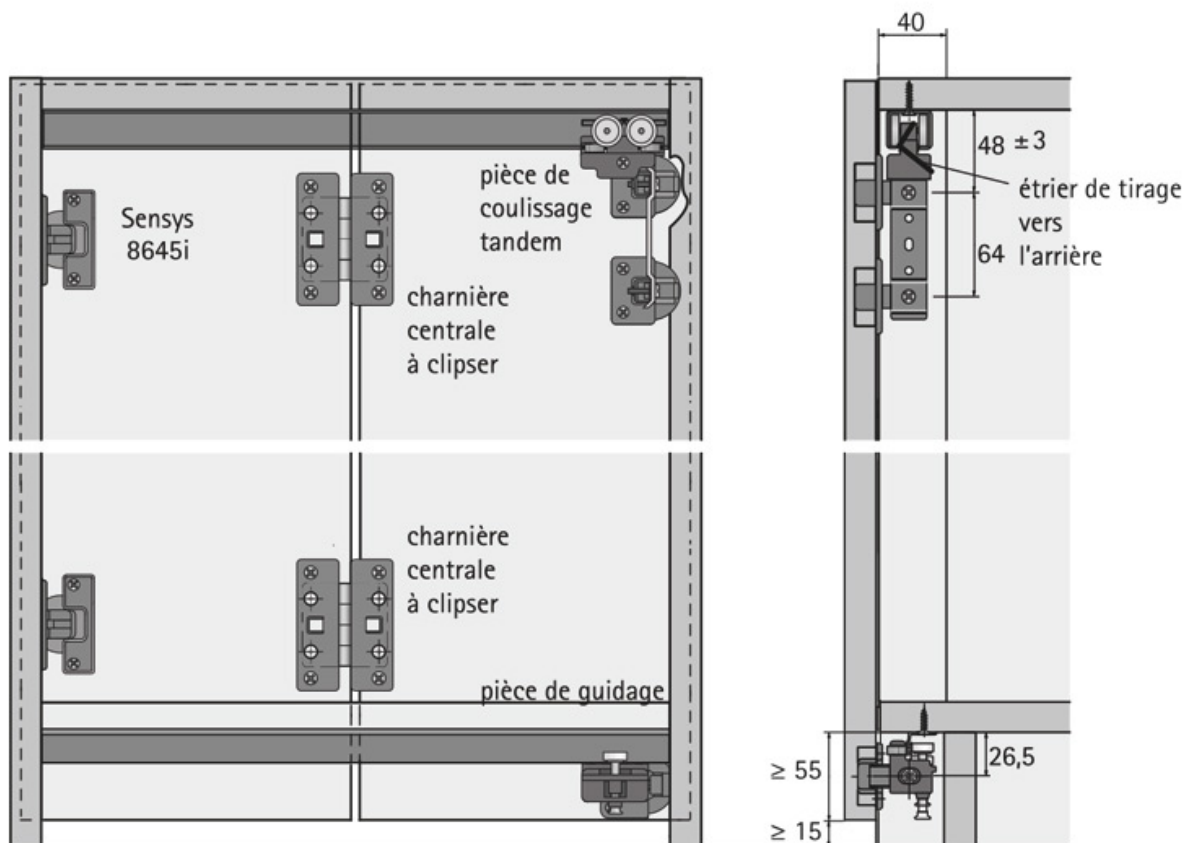 40
pièce de
coulissage
tandem
Sensys
8645i
charnière
centrale
à clipser
48 ± 3
étrier de tirage
vers
l'arrière
64
charnière
centrale
à clipser
pièce de guidage
≥ 55
26,5
≥ 15